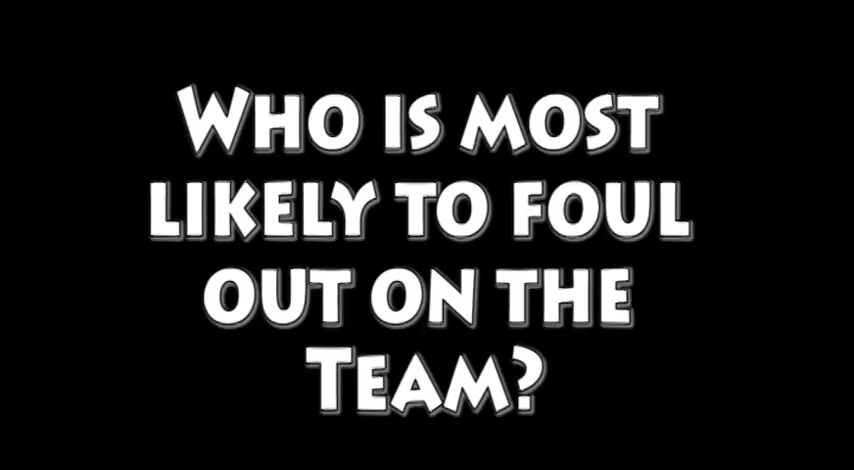 Who is most
likely to foul
out on the
Team?